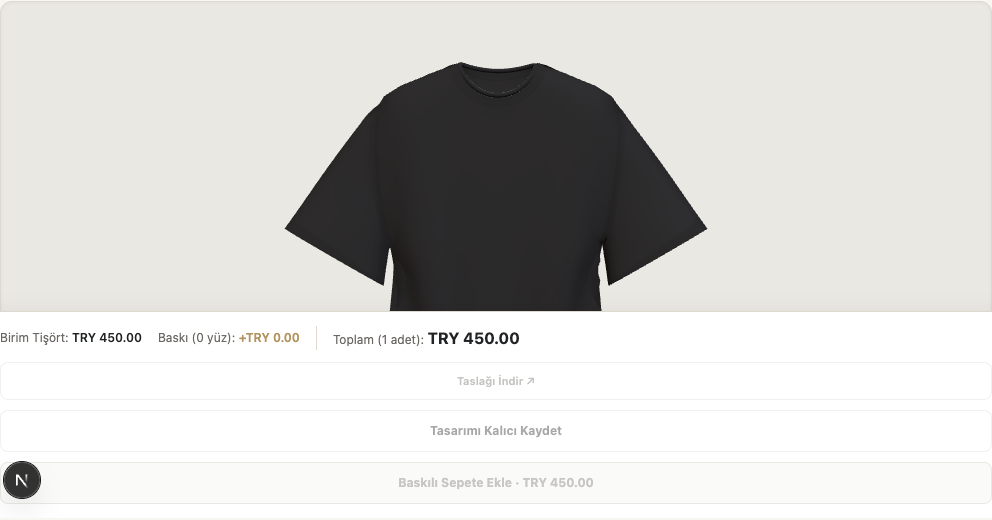 Birim Tişört: TRY 450.00 Baskı (0 yüz): +TRY 0.00 Toplam (1 adet): TRY 450.00
Taslağı İndir ↗
Tasarımı Kalıcı Kaydet
N
Baskılı Sepete Ekle · TRY 450.00